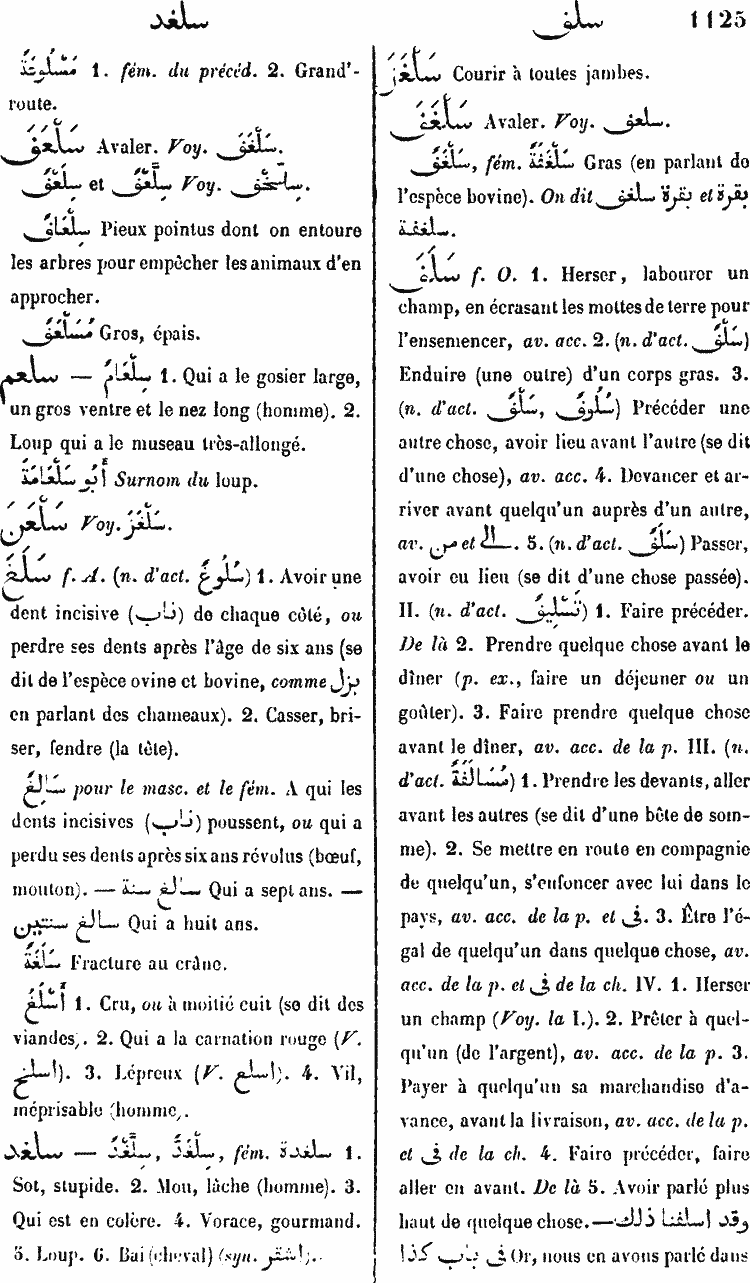 سلغد
سلف 1125
مَسْلُوعَةٌ 1. fém. du précéd. 2. Grand'-
route.
سَلْعَفَ Avaler. Voy. سَلْغَفَ.
سِلْعَفٌ et سِلَّعْفٌ Voy. سِلَّخْفٌ.
سِلْعَافٌ Pieux pointus dont on entoure
les arbres pour empêcher les animaux d'en
approcher.
مُسَلْعَفٌ Gros, épais.
سلعم — سِلْعَامٌ 1. Qui a le gosier large,
un gros ventre et le nez long (homme). 2.
Loup qui a le museau très-allongé.
أَبُو سَلْعَامَةَ Surnom du loup.
سَلْعَنَ Voy. سَلْغَزَ.
سَلَغَ f. A. (n. d'act. سُلُوغٌ) 1. Avoir une
dent incisive (ناب) de chaque côté, ou
perdre ses dents après l'âge de six ans (se
dit de l'espèce ovine et bovine, comme بزل
en parlant des chameaux). 2. Casser, bri-
ser, fendre (la tête).
سَالِغٌ pour le masc. et le fém. A qui les
dents incisives (ناب) poussent, ou qui a
perdu ses dents après six ans révolus (bœuf,
mouton). — سالغ سنة Qui a sept ans. —
سالغ سنتين Qui a huit ans.
سَلْغَةٌ Fracture au crâne.
أَسْلَغُ 1. Cru, ou à moitié cuit (se dit des
viandes). 2. Qui a la carnation rouge (V.
اسلخ). 3. Lépreux (V. اسلع). 4. Vil,
méprisable (homme).
سلغد — سِلَّغْدٌ, سِلْغَدٌّ, fém. سلغدة 1.
Sot, stupide. 2. Mou, lâche (homme). 3.
Qui est en colère. 4. Vorace, gourmand.
5. Loup. 6. Bai (cheval) (syn. اشقر).
سَلْغَزَ Courir à toutes jambes.
سَلْغَفَ Avaler. Voy. سلعف.
سَلْغَفٌ, fém. سَلْغَفَةٌ Gras (en parlant de
l'espèce bovine). On dit بقرة سلغف et بقرة
سلغفة.
سَلَفَ f. O. 1. Herser, labourer un
champ, en écrasant les mottes de terre pour
l'ensemencer, av. acc. 2. (n. d'act. سَلْفٌ)
Enduire (une outre) d'un corps gras. 3.
(n. d'act. سَلَفٌ, سُلُوفٌ) Précéder une
autre chose, avoir lieu avant l'autre (se dit
d'une chose), av. acc. 4. Devancer et ar-
river avant quelqu'un auprès d'un autre,
av. من et الى. 5. (n. d'act. سَلَفٌ) Passer,
avoir eu lieu (se dit d'une chose passée).
II. (n. d'act. تَسْلِيفٌ) 1. Faire précéder.
De là 2. Prendre quelque chose avant le
dîner (p. ex., faire un déjeuner ou un
goûter). 3. Faire prendre quelque chose
avant le dîner, av. acc. de la p. III. (n.
d'act. مُسَالَفَةٌ) 1. Prendre les devants, aller
avant les autres (se dit d'une bête de som-
me). 2. Se mettre en route en compagnie
de quelqu'un, s'enfoncer avec lui dans le
pays, av. acc. de la p. et فى. 3. Être l'é-
gal de quelqu'un dans quelque chose, av.
acc. de la p. et فى de la ch. IV. 1. Herser
un champ (Voy. la I.). 2. Prêter à quel-
qu'un (de l'argent), av. acc. de la p. 3.
Payer à quelqu'un sa marchandise d'a-
vance, avant la livraison, av. acc. de la p.
et فى de la ch. 4. Faire précéder, faire
aller en avant. De là 5. Avoir parlé plus
haut de quelque chose. — وقد اسلفنا ذلك
فى باب كذا Or, nous en avons parlé dans